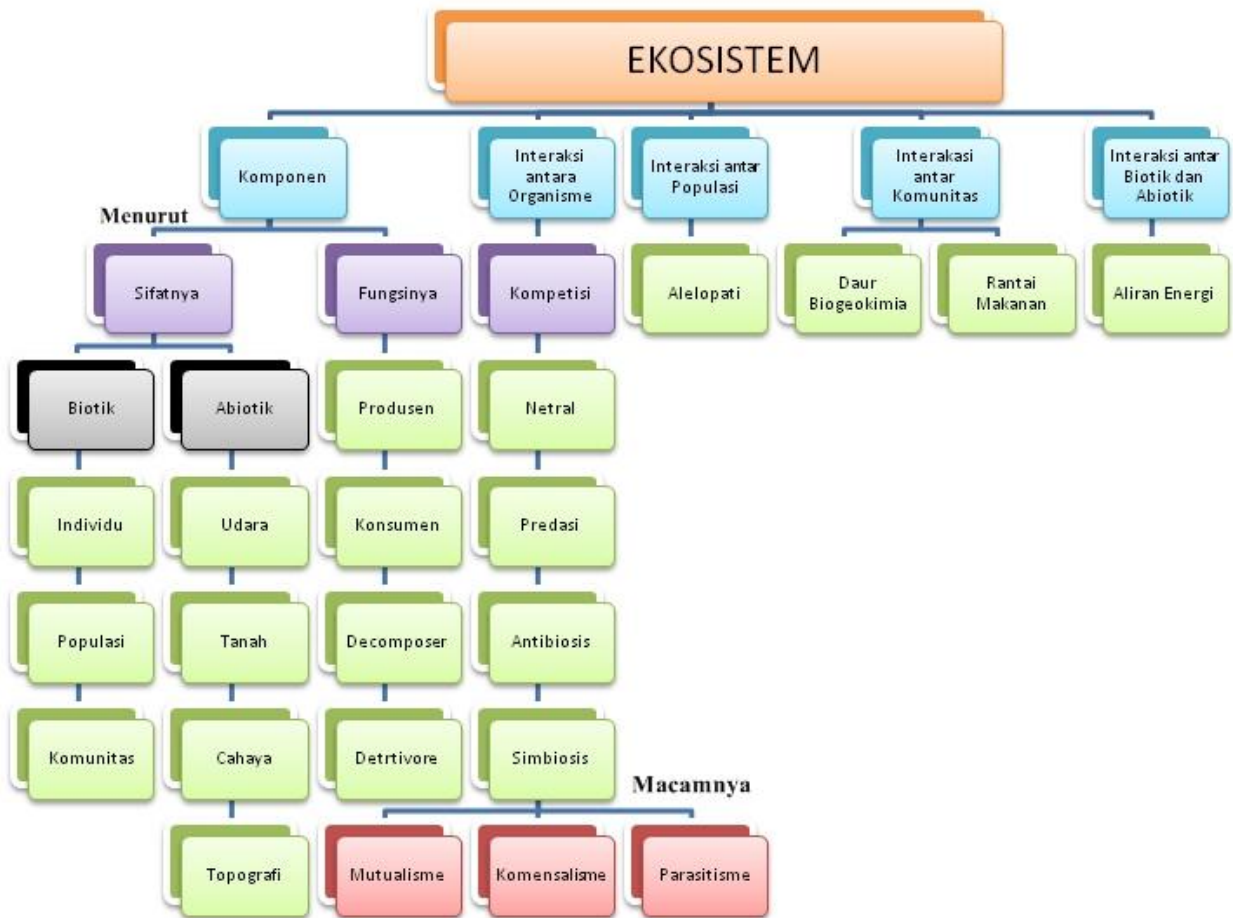 EKOSISTEM
Komponen
Interaksi
antara
Organisme
Interaksi antar
Populasi
Interakasi
antar
Komunitas
Interaksi antar
Biotik dan
Abiotik
Menurut
Sifatnya
Fungsinya
Kompetisi
Alelopati
Daur
Biogeokimia
Rantai
Makanan
Aliran Energi
Biotik
Abiotik
Produsen
Netral
Individu
Udara
Konsumen
Predasi
Populasi
Tanah
Decomposer
Antibiosis
Komunitas
Cahaya
Detrtivore
Simbiosis
Macamnya
Topografi
Mutualisme
Komensalisme
Parasitisme